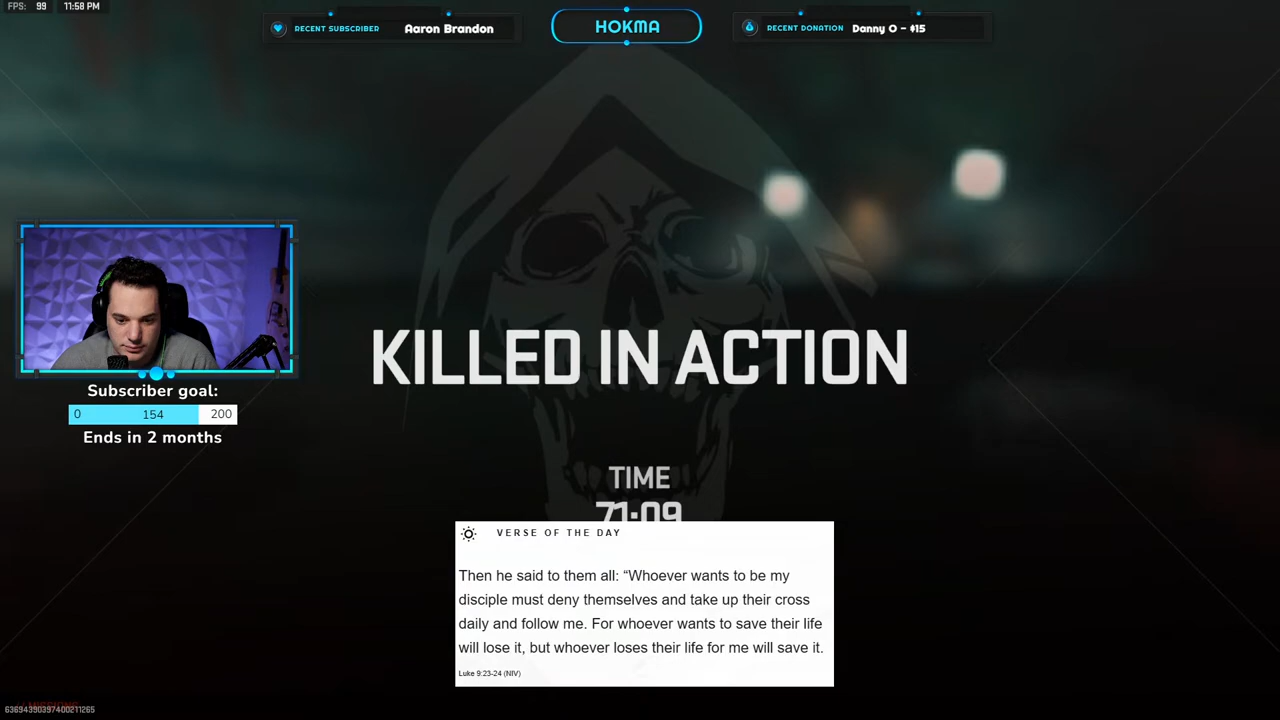 FPS: 99 11:58 PM
RECENT SUBSCRIBER Aaron Brandon
HOKMA
RECENT DONATION Danny O - $15
KILLED IN ACTION
Subscriber goal:
0 154 200
Ends in 2 months
TIME
71:09
VERSE OF THE DAY
Then he said to them all: “Whoever wants to be my
disciple must deny themselves and take up their cross
daily and follow me. For whoever wants to save their life
will lose it, but whoever loses their life for me will save it.
Luke 9:23-24 (NIV)
63694390397400211265